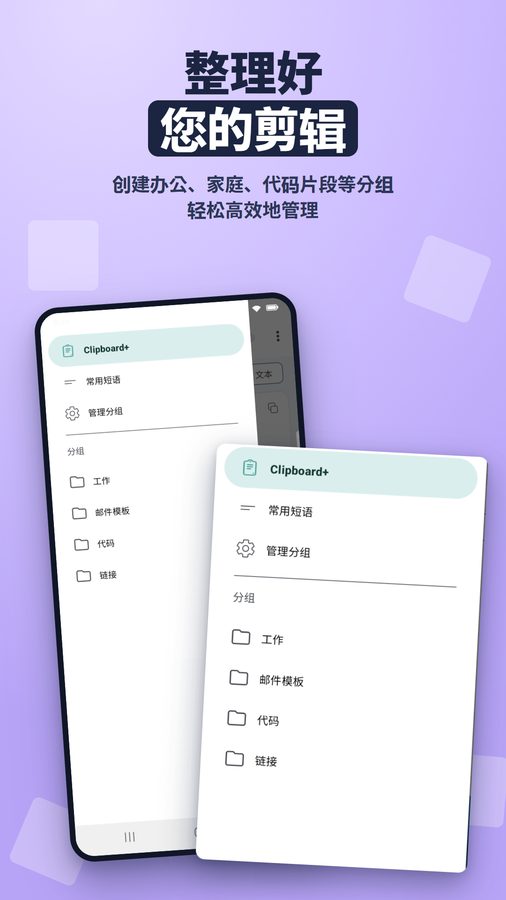 整理好
您的剪辑
创建办公、家庭、代码片段等分组
轻松高效地管理
Clipboard+
常用短语
管理分组
分组
工作
邮件模板
代码
链接
文本
Clipboard+
常用短语
管理分组
分组
工作
邮件模板
代码
链接